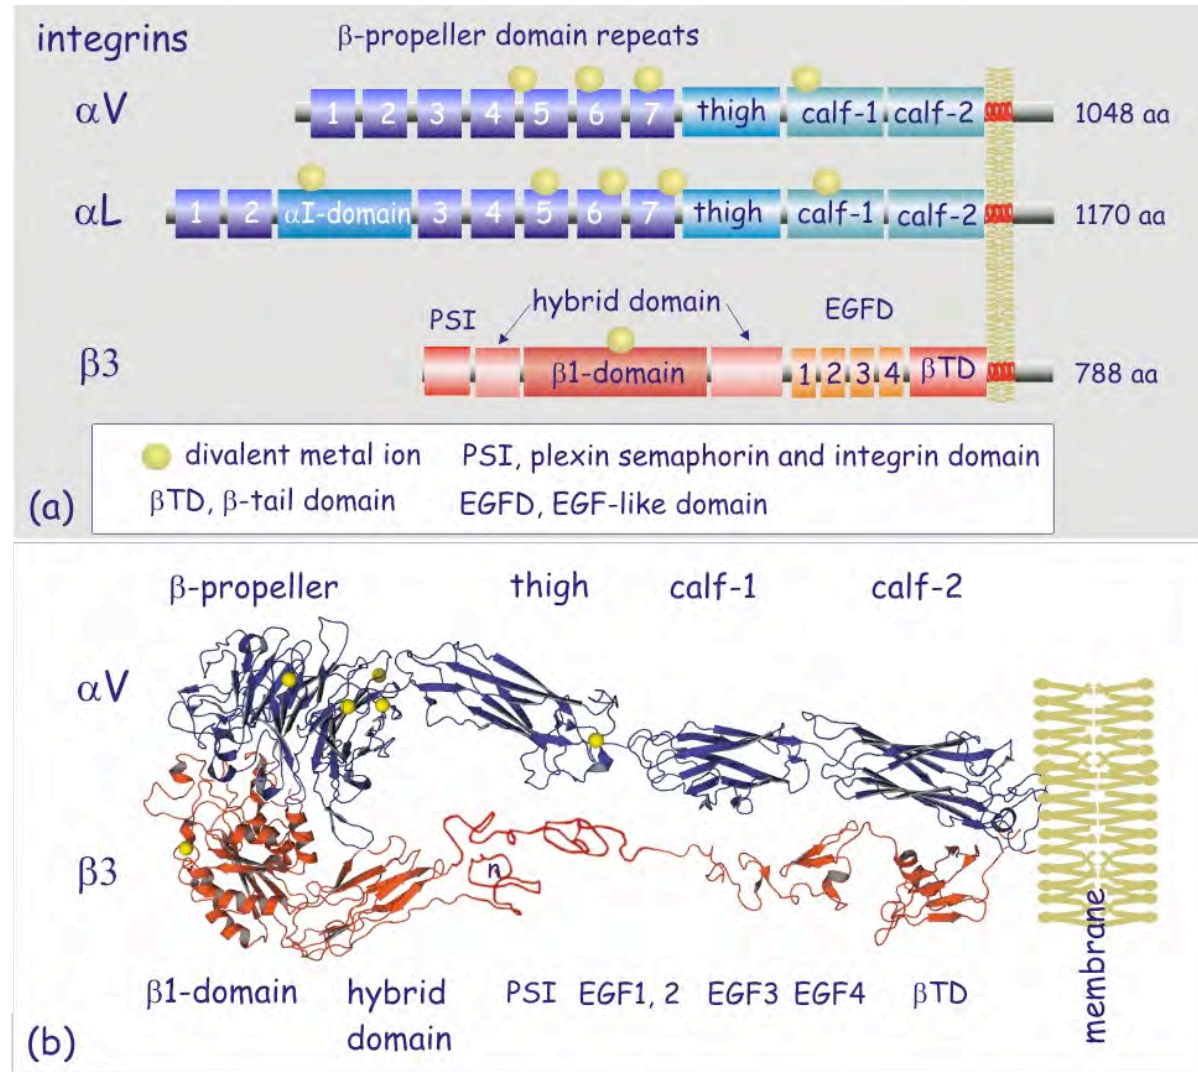 integrins
β-propeller domain repeats
αV
1 2 3 4 5 6 7 thigh calf-1 calf-2
1048 aa
αL
1 2 αI-domain 3 4 5 6 7 thigh calf-1 calf-2
1170 aa
hybrid domain
EGFD
PSI
β3
β1-domain 1 2 3 4 βTD
788 aa
divalent metal ion
PSI, plexin semaphorin and integrin domain
βTD, β-tail domain
EGFD, EGF-like domain
(a)
β-propeller thigh calf-1 calf-2
αV
β3
n
membrane
β1-domain hybrid domain PSI EGF1, 2 EGF3 EGF4 βTD
(b)